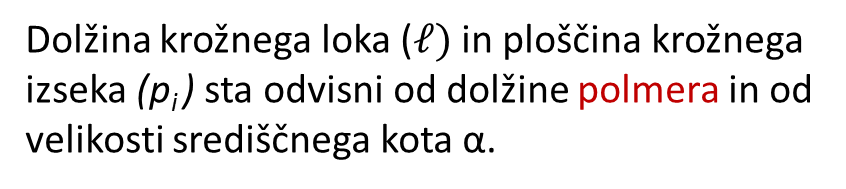 Dolžina krožnega loka (ℓ) in ploščina krožnega
izseka (pᵢ) sta odvisni od dolžine polmera in od
velikosti središčnega kota α.